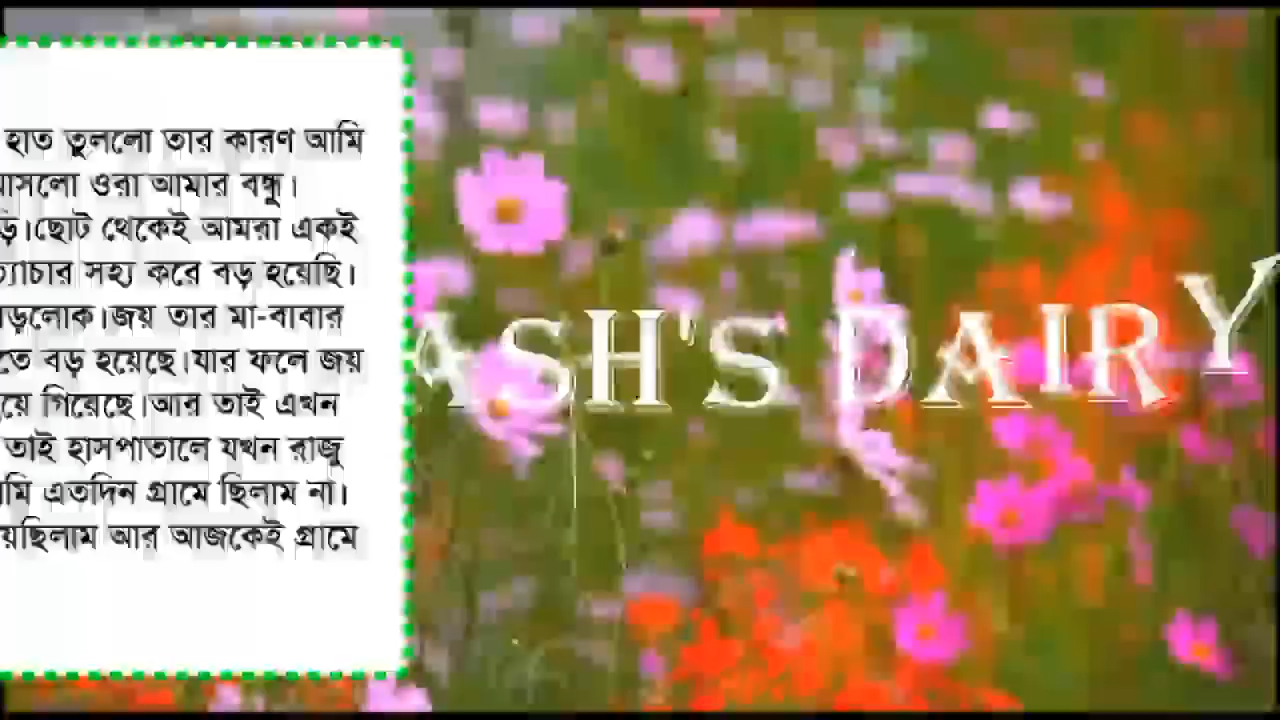 হাত তুললো তার কারণ আমি
আসলো ওরা আমার বন্ধু।
ছোট থেকেই আমরা একই
সহ্য করে বড় হয়েছি।
জয় তার মা-বাবার
বড় হয়েছে।যার ফলে জয়
গিয়েছে।আর তাই এখন
তাই হাসপাতালে যখন রাজু
এতদিন গ্রামে ছিলাম না।
আর আজকেই গ্রামে
ASH'S DAIRY